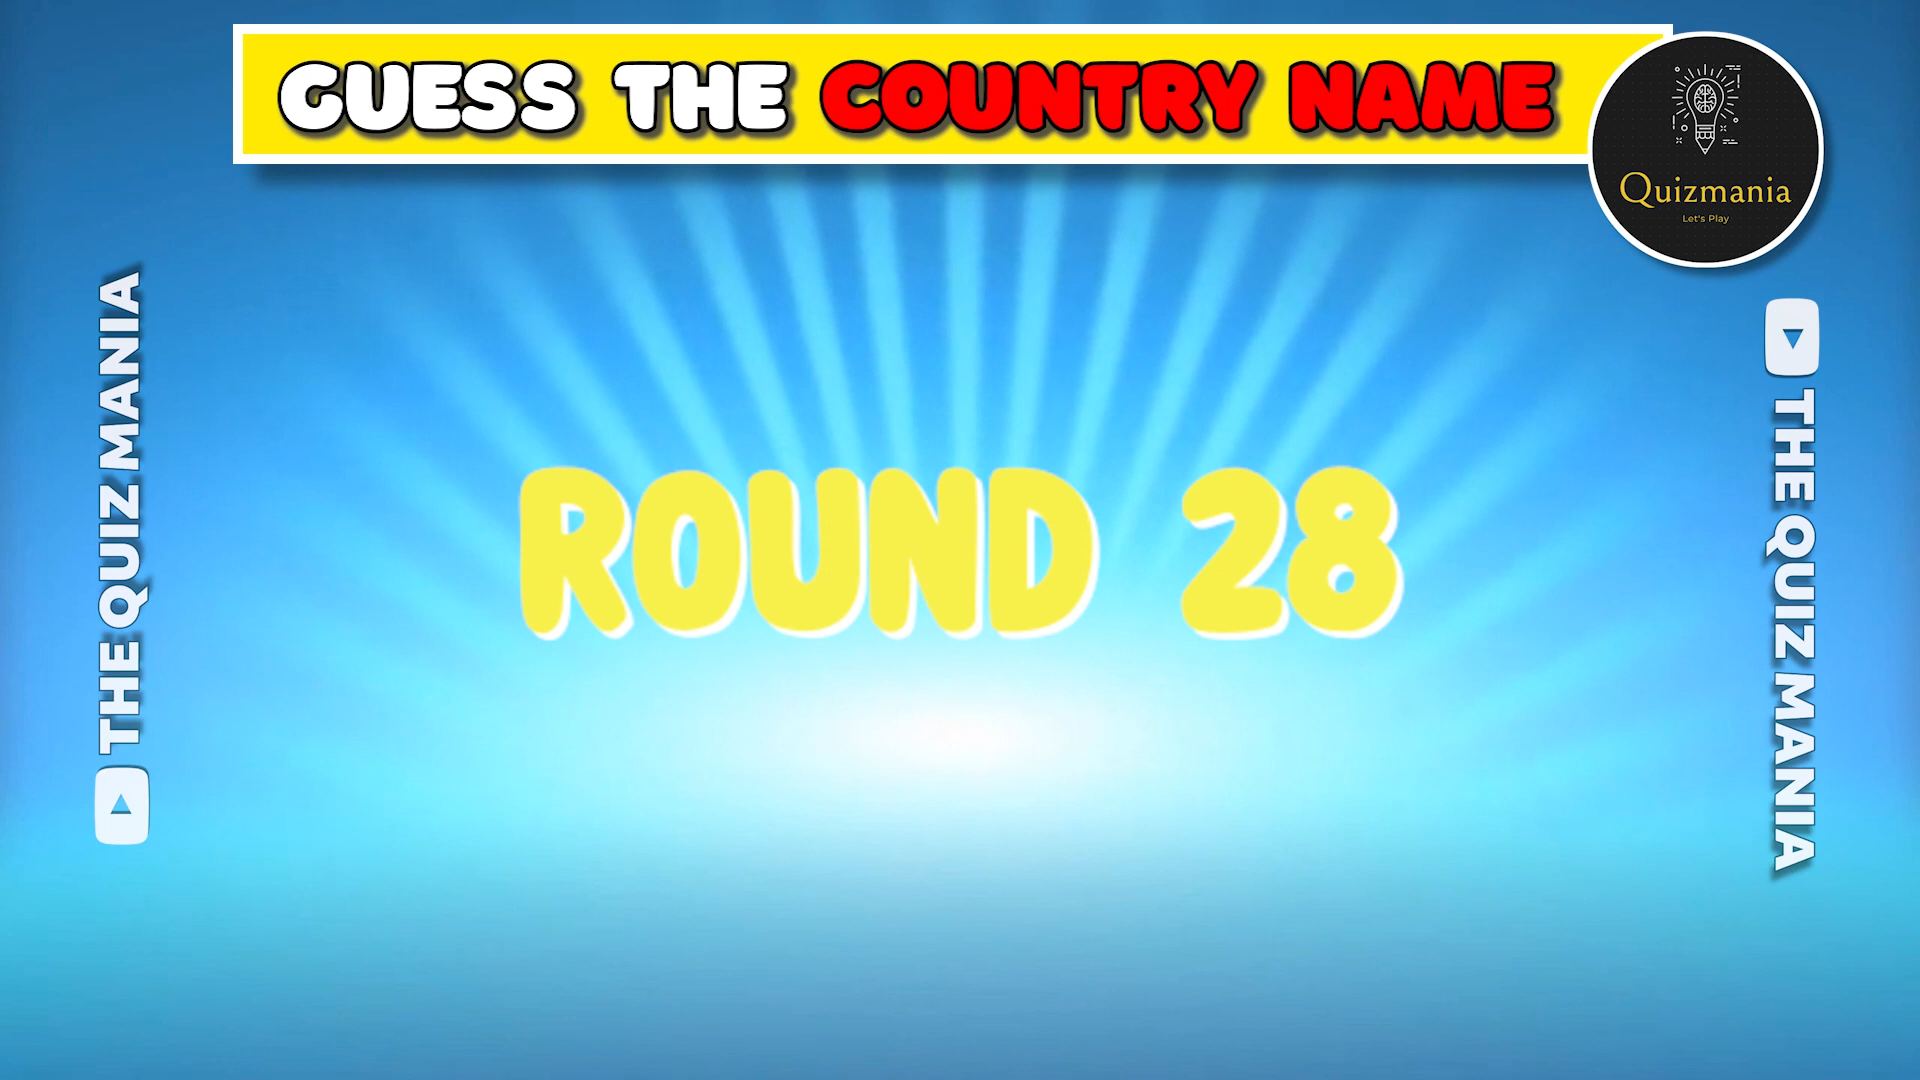 GUESS THE COUNTRY NAME
Quizmania
Let's Play
THE QUIZ MANIA
THE QUIZ MANIA
ROUND 28